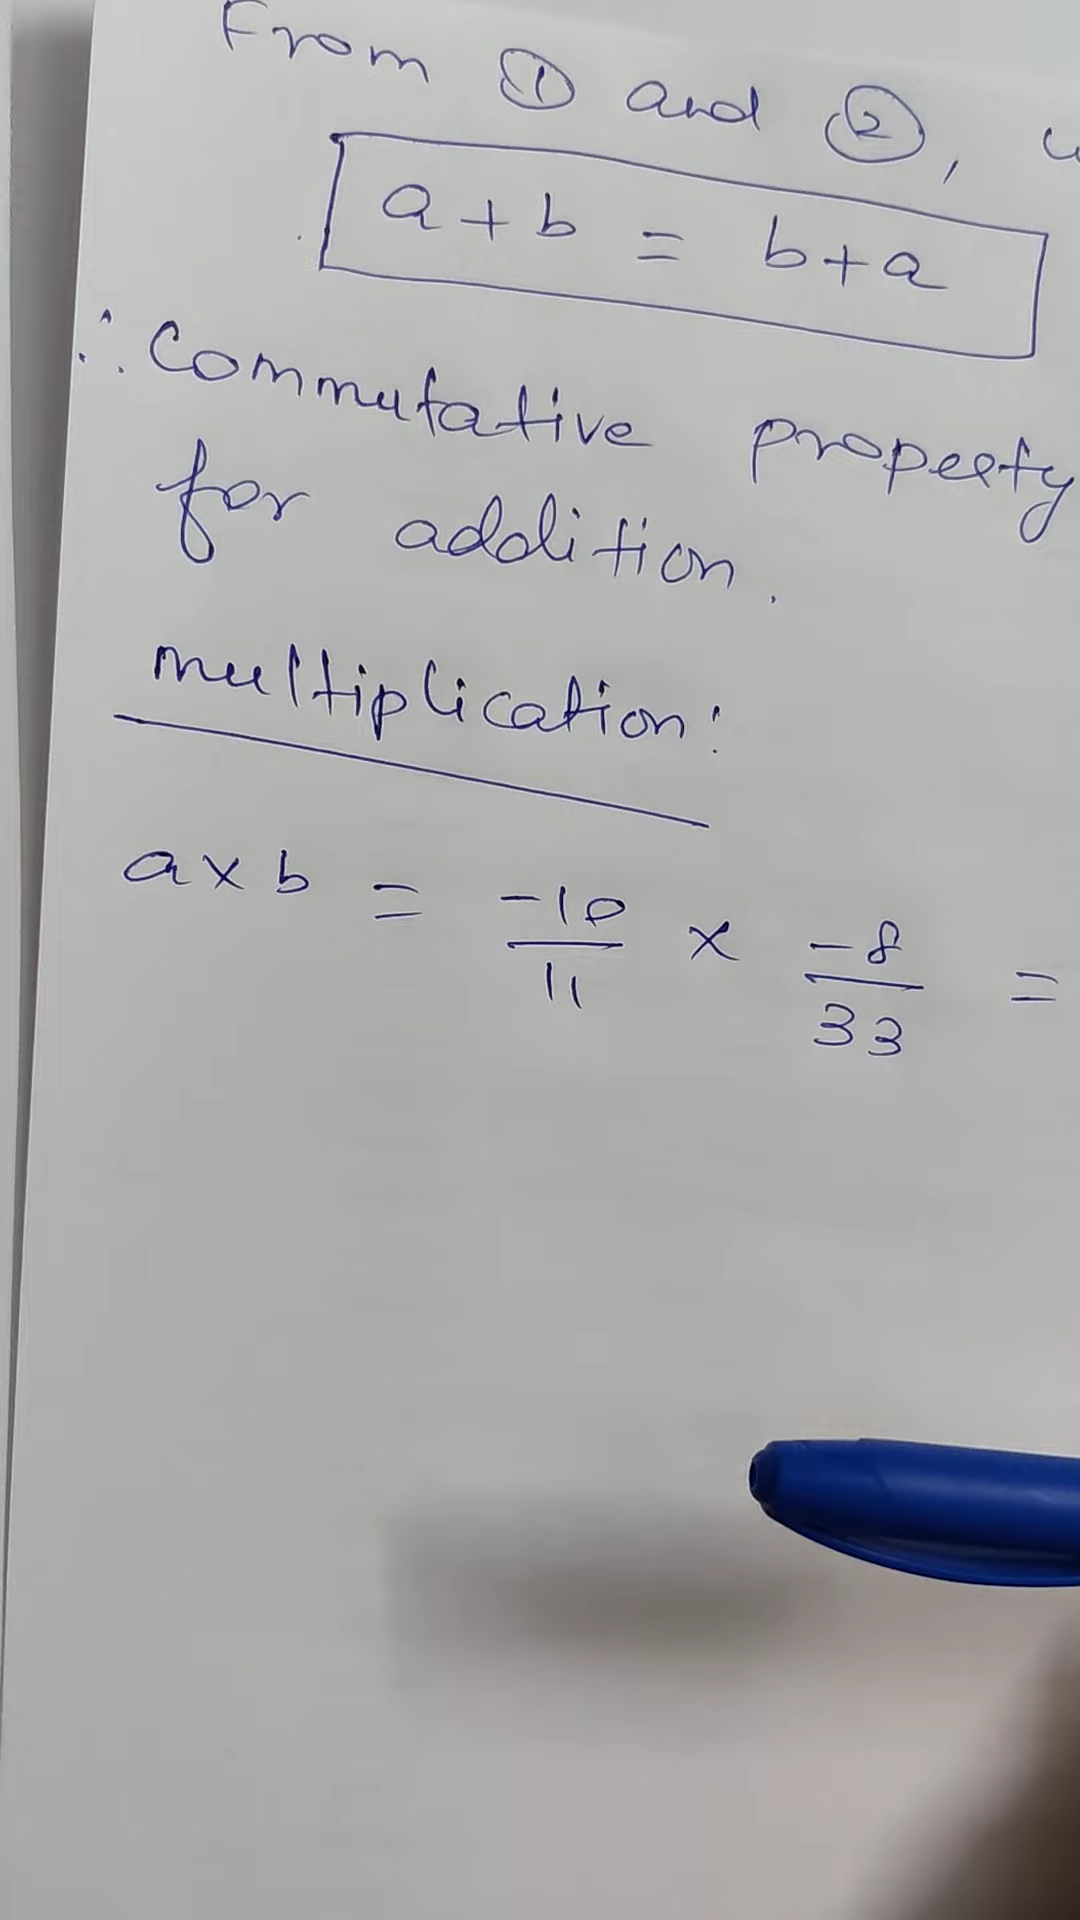 From ① and ②,
a + b = b + a
∴ Commutative property
for addition.
multiplication:
a × b = -10/11 × -8/33 =